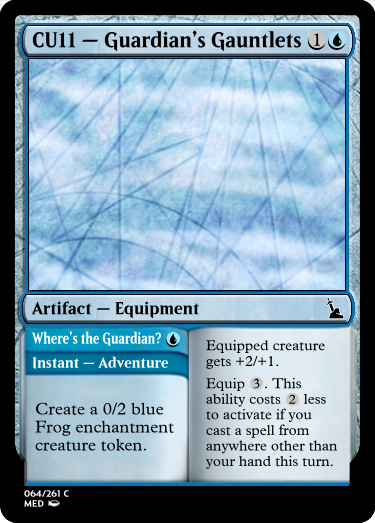 CU11 — Guardian's Gauntlets 1
Artifact — Equipment
Where's the Guardian?
Instant — Adventure
Create a 0/2 blue
Frog enchantment
creature token.
Equipped creature
gets +2/+1.
Equip 3. This
ability costs 2 less
to activate if you
cast a spell from
anywhere other than
your hand this turn.
064/261 C
MED